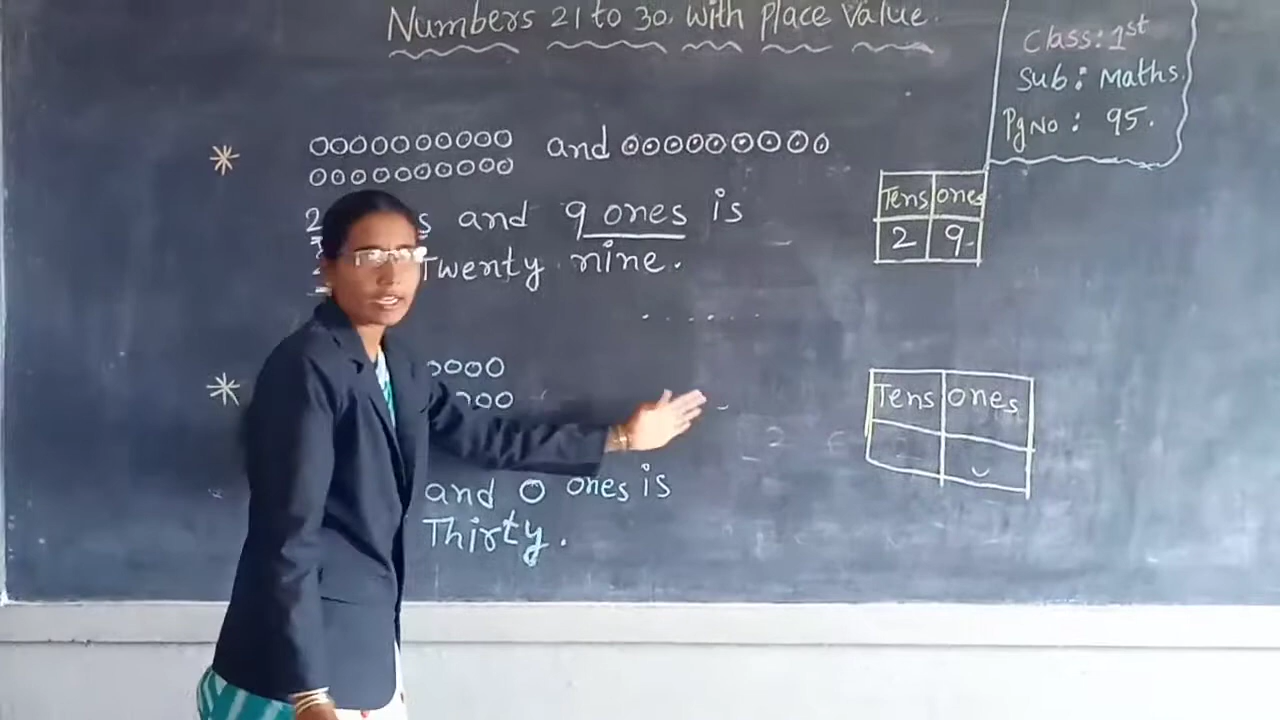 Numbers 21 to 30 with place value.
Class: 1st
Sub: Maths.
Pg No: 95.
and
2 and 9 ones is
Twenty nine.
Tens ones
2 9
and 0 ones is
Thirty.
Tens ones